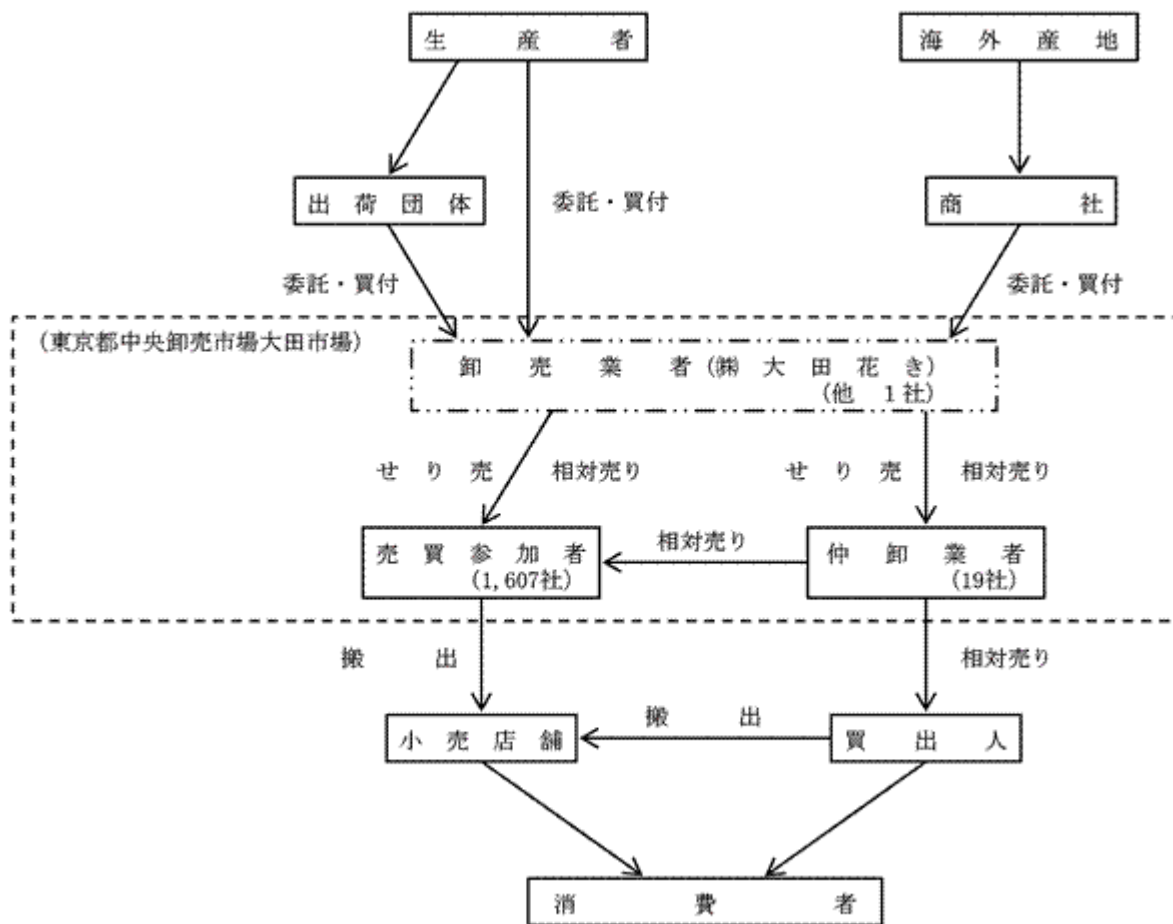 生産者
海外産地
出荷団体
委託・買付
商社
委託・買付
委託・買付
(東京都中央卸売市場大田市場)
卸売業者(㈱大田花き)
(他 1社)
せり売 相対売り
せり売 相対売り
売買参加者
(1,607社)
相対売り
仲卸業者
(19社)
搬出
相対売り
小売店舗
搬出
買出人
消費者